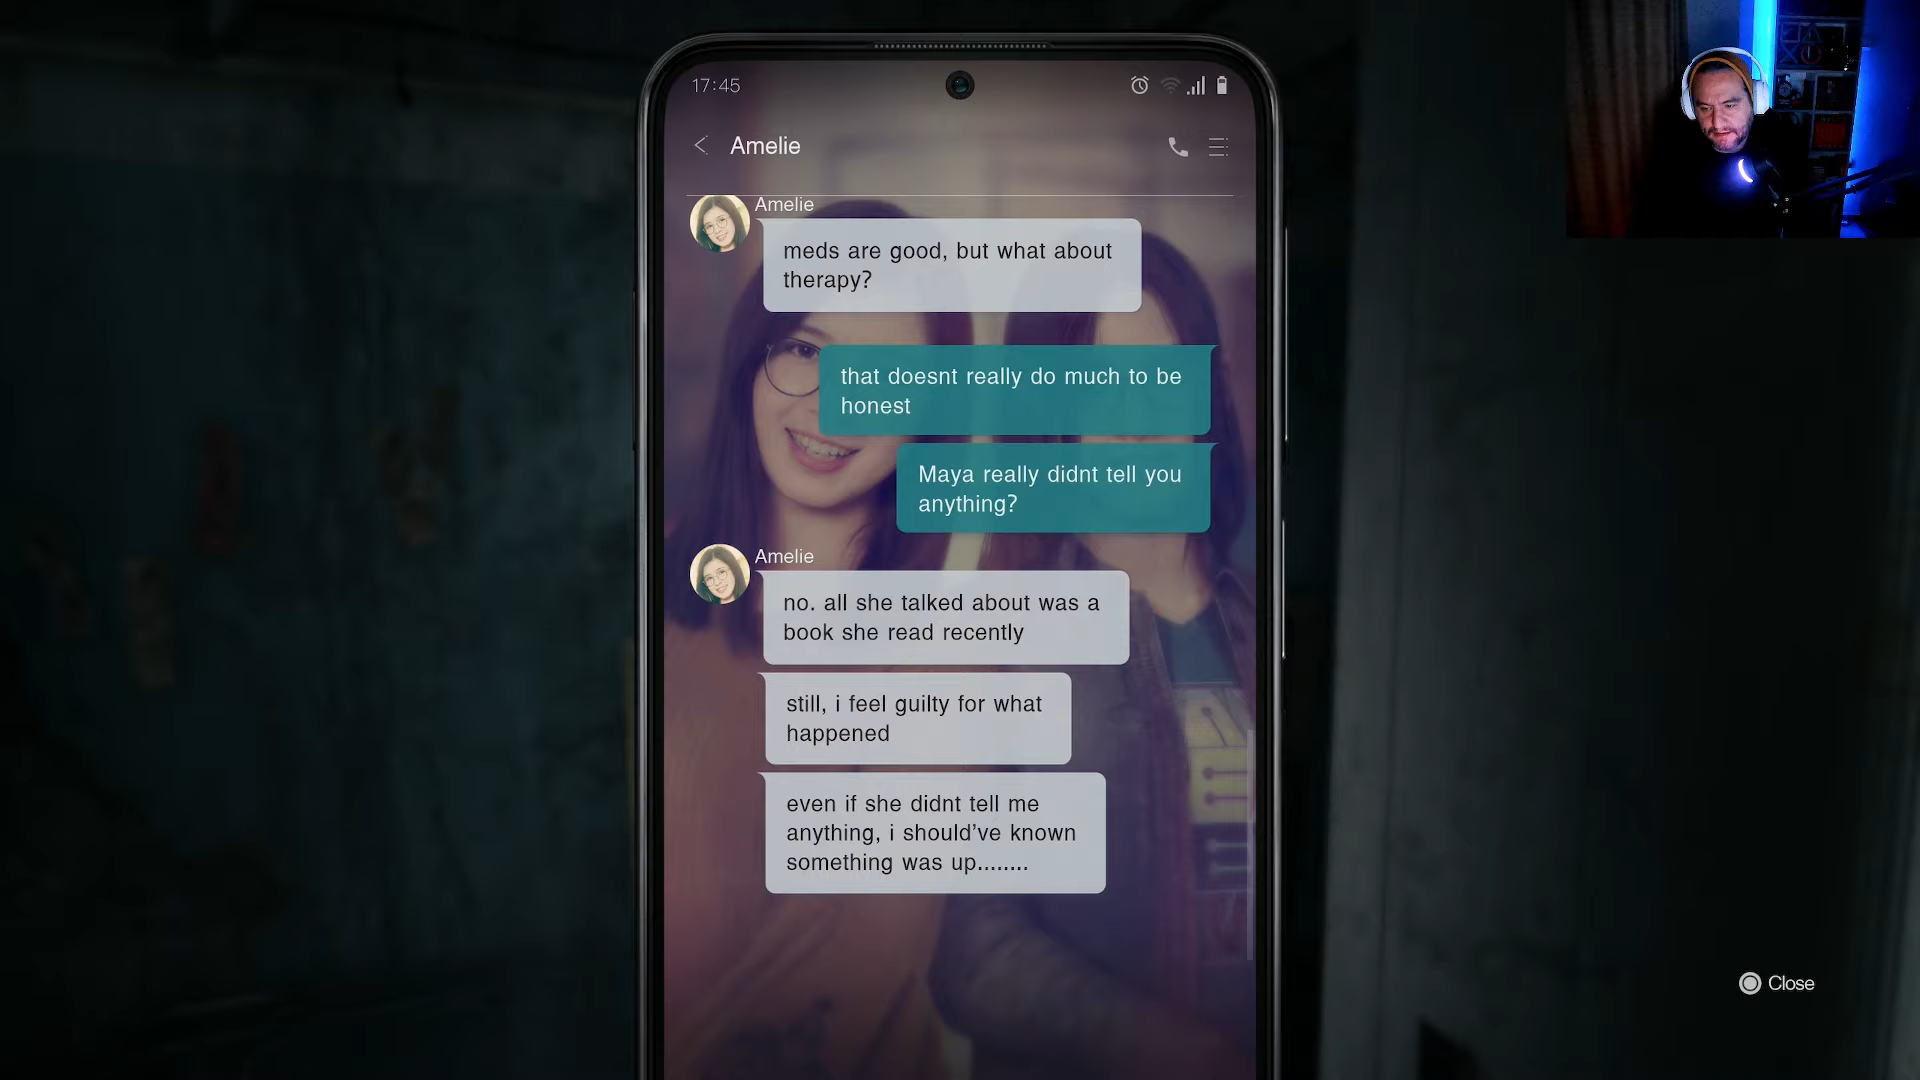 17:45
Amelie
Amelie
meds are good, but what about
therapy?
that doesnt really do much to be
honest
Maya really didnt tell you
anything?
Amelie
no. all she talked about was a
book she read recently
still, i feel guilty for what
happened
even if she didnt tell me
anything, i should've known
something was up........
Close